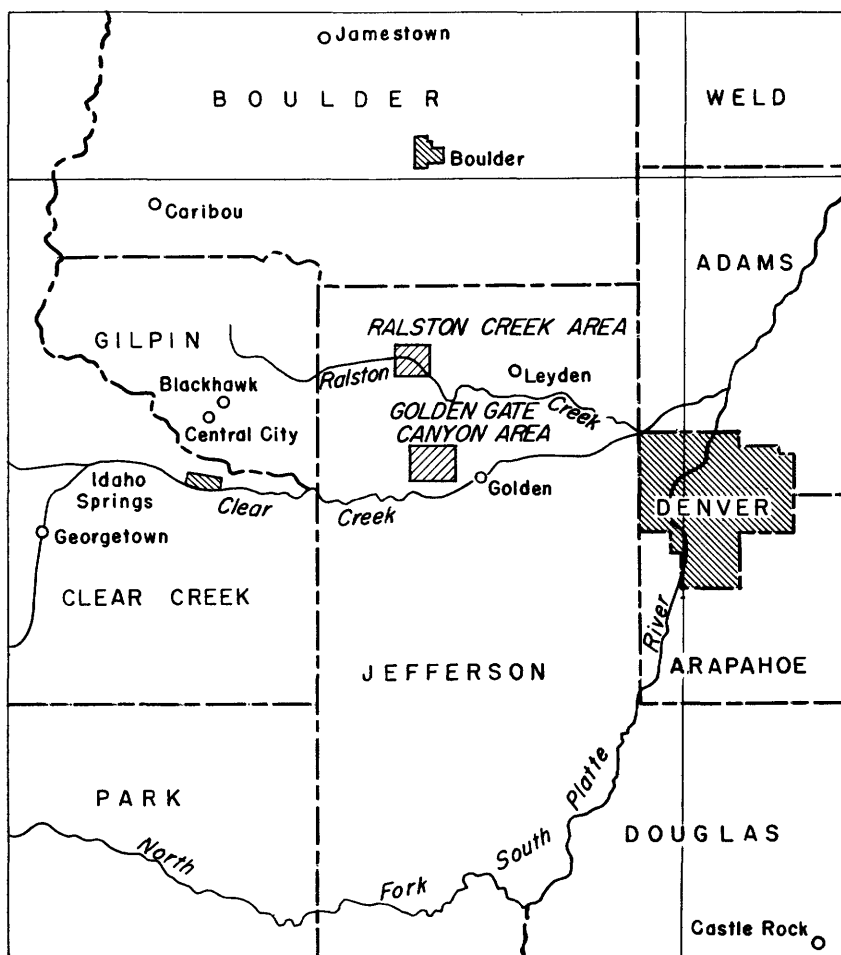 Jamestown
BOULDER
WELD
Boulder
Caribou
ADAMS
GILPIN
RALSTON CREEK AREA
Ralston
Leyden
Blackhawk
Creek
GOLDEN GATE
CANYON AREA
Central City
Idaho
Springs
Clear
Creek
Golden
DENVER
Georgetown
CLEAR CREEK
River
JEFFERSON
ARAPAHOE
PARK
Platte
DOUGLAS
North
Fork
South
Castle Rock